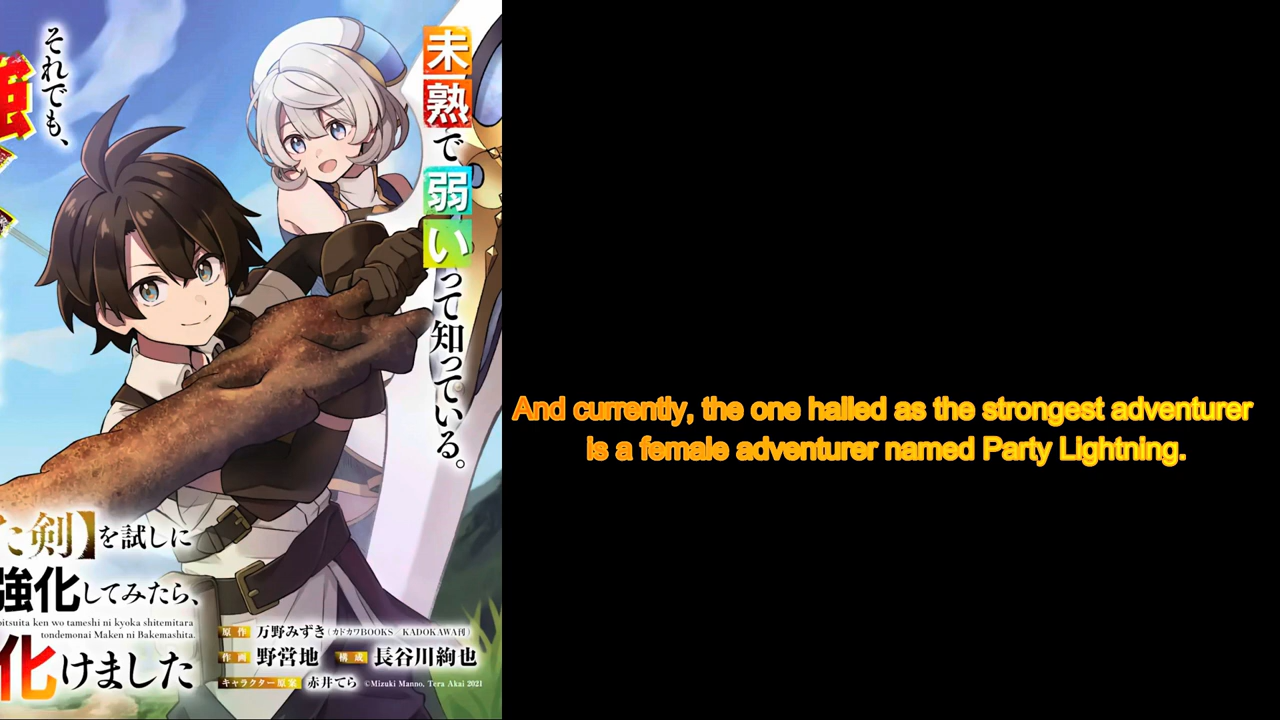 未熟で弱いって知っている。
それでも、
強
た剣】を試しに
強化してみたら、
bitsuita ken wo tameshi ni kyoka shitemitara
tondemonai Maken ni Bakemashita.
化けました
原作 万野みずき(カドカワBOOKS KADOKAWA刊)
作画 野営地 構成 長谷川絢也
キャラクター原案 赤井てら ©Mizuki Manno, Tera Akai 2021
And currently, the one hailed as the strongest adventurer
is a female adventurer named Party Lightning.